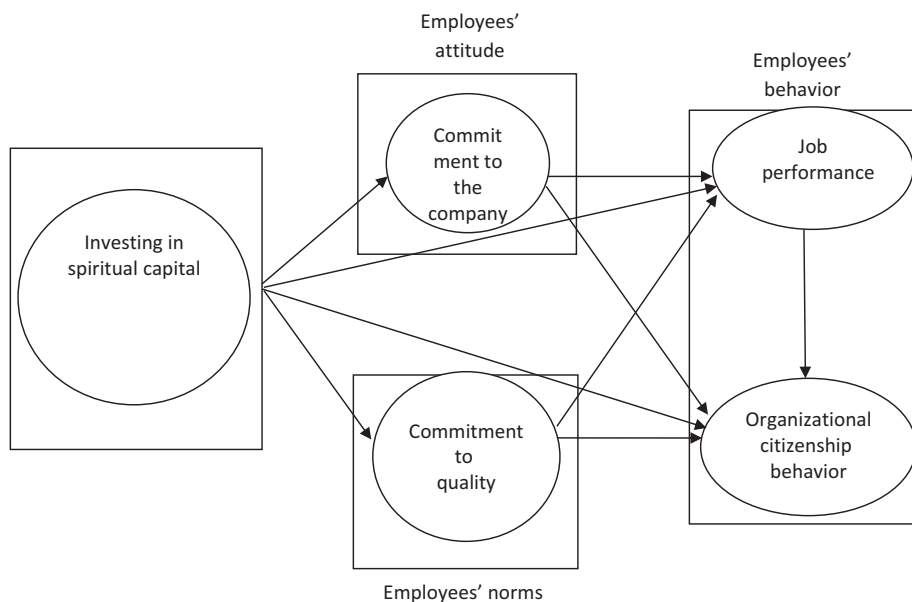 Employees’
attitude
Employees’
behavior
Commit
ment to
the
company
Job
performance
Investing in
spiritual capital
Commitment
to
quality
Organizational
citizenship
behavior
Employees’ norms